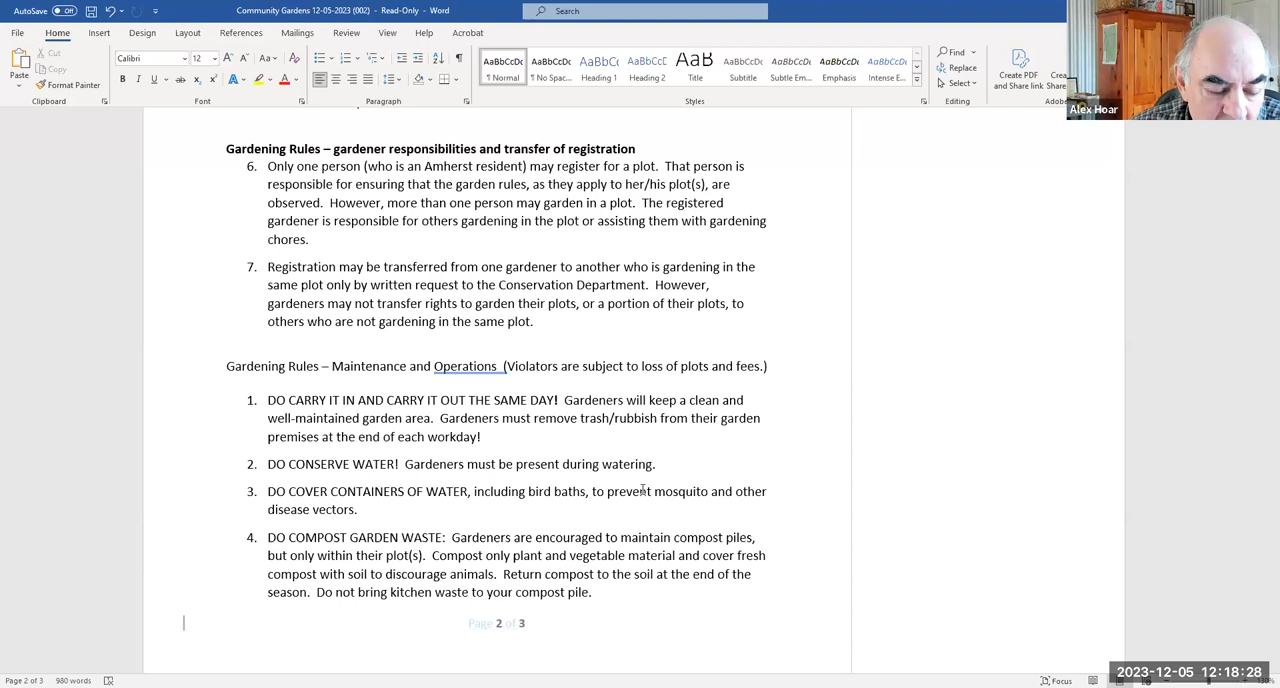 AutoSave Off Community Gardens 12-05-2023 (002) - Read-Only - Word Search
File Home Insert Design Layout References Mailings Review View Help Acrobat
Paste Cut Copy Format Painter
Calibri 12
¶ Normal ¶ No Spac... Heading 1 Heading 2 Title Subtitle Subtle Em... Emphasis Intense E...
Find Replace Select
Create PDF and Share link
Clipboard Font Paragraph Styles Editing
Alex Hoar
Gardening Rules – gardener responsibilities and transfer of registration
6. Only one person (who is an Amherst resident) may register for a plot. That person is
responsible for ensuring that the garden rules, as they apply to her/his plot(s), are
observed. However, more than one person may garden in a plot. The registered
gardener is responsible for others gardening in the plot or assisting them with gardening
chores.
7. Registration may be transferred from one gardener to another who is gardening in the
same plot only by written request to the Conservation Department. However,
gardeners may not transfer rights to garden their plots, or a portion of their plots, to
others who are not gardening in the same plot.
Gardening Rules – Maintenance and Operations (Violators are subject to loss of plots and fees.)
1. DO CARRY IT IN AND CARRY IT OUT THE SAME DAY! Gardeners will keep a clean and
well-maintained garden area. Gardeners must remove trash/rubbish from their garden
premises at the end of each workday!
2. DO CONSERVE WATER! Gardeners must be present during watering.
3. DO COVER CONTAINERS OF WATER, including bird baths, to prevent mosquito and other
disease vectors.
4. DO COMPOST GARDEN WASTE: Gardeners are encouraged to maintain compost piles,
but only within their plot(s). Compost only plant and vegetable material and cover fresh
compost with soil to discourage animals. Return compost to the soil at the end of the
season. Do not bring kitchen waste to your compost pile.
Page 2 of 3
2023-12-05 12:18:28
Page 2 of 3 980 words Focus